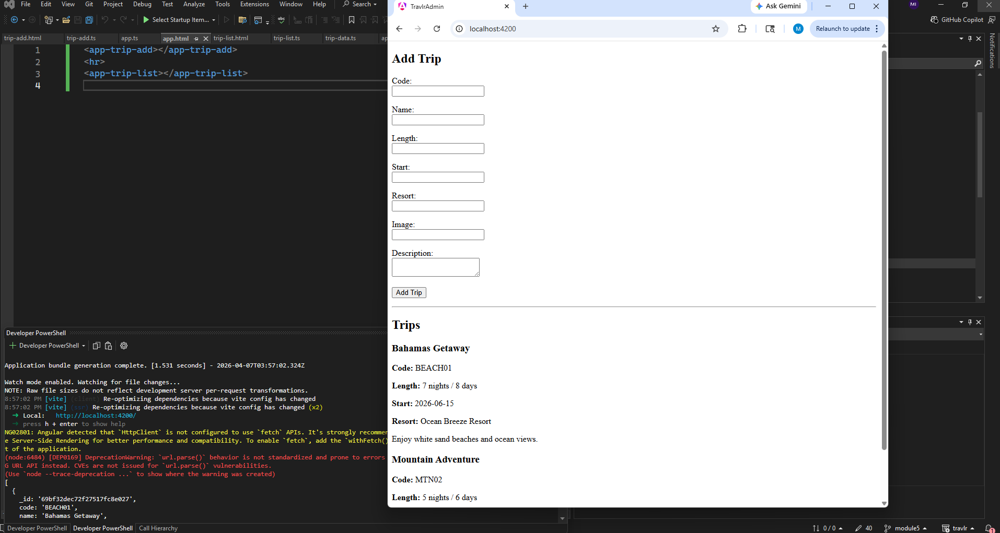 File Edit View Git Project Debug Test Analyze Tools Extensions Window Help Search
Select Startup Item...
GitHub Copilot
trip-add.html trip-add.ts app.ts app.html trip-list.html trip-list.ts trip-data.ts ap
1 <app-trip-add></app-trip-add>
2 <hr>
3 <app-trip-list></app-trip-list>
4
TravlrAdmin
Ask Gemini
MI
localhost:4200
M
Relaunch to update
Notifications
Add Trip
Code:
Name:
Length:
Start:
Resort:
Image:
Description:
Add Trip
Trips
Bahamas Getaway
Code: BEACH01
Length: 7 nights / 8 days
Start: 2026-06-15
Resort: Ocean Breeze Resort
Enjoy white sand beaches and ocean views.
Mountain Adventure
Code: MTN02
Length: 5 nights / 6 days
Developer PowerShell
Developer PowerShell
Application bundle generation complete. [1.531 seconds] - 2026-04-07T03:57:02.324Z
Watch mode enabled. Watching for file changes...
NOTE: Raw file sizes do not reflect development server per-request transformations.
8:57:02 PM [vite] (client) Re-optimizing dependencies because vite config has changed
8:57:02 PM [vite] (ssr) Re-optimizing dependencies because vite config has changed (x2)
➜ Local: http://localhost:4200/
➜ press h + enter to show help
NG02801: Angular detected that `HttpClient` is not configured to use `fetch` APIs. It's strongly recommen
e Server-Side Rendering for better performance and compatibility. To enable `fetch`, add the `withFetch()
t of the application.
(node:6484) [DEP0169] DeprecationWarning: `url.parse()` behavior is not standardized and prone to errors
G URL API instead. CVEs are not issued for `url.parse()` vulnerabilities.
(Use `node --trace-deprecation ...` to show where the warning was created)
[
{
_id: '69bf32dec72f27517fc8e027',
code: 'BEACH01',
name: 'Bahamas Getaway',
Developer PowerShell Developer PowerShell Call Hierarchy
0 / 0 40 module5 travlr 1